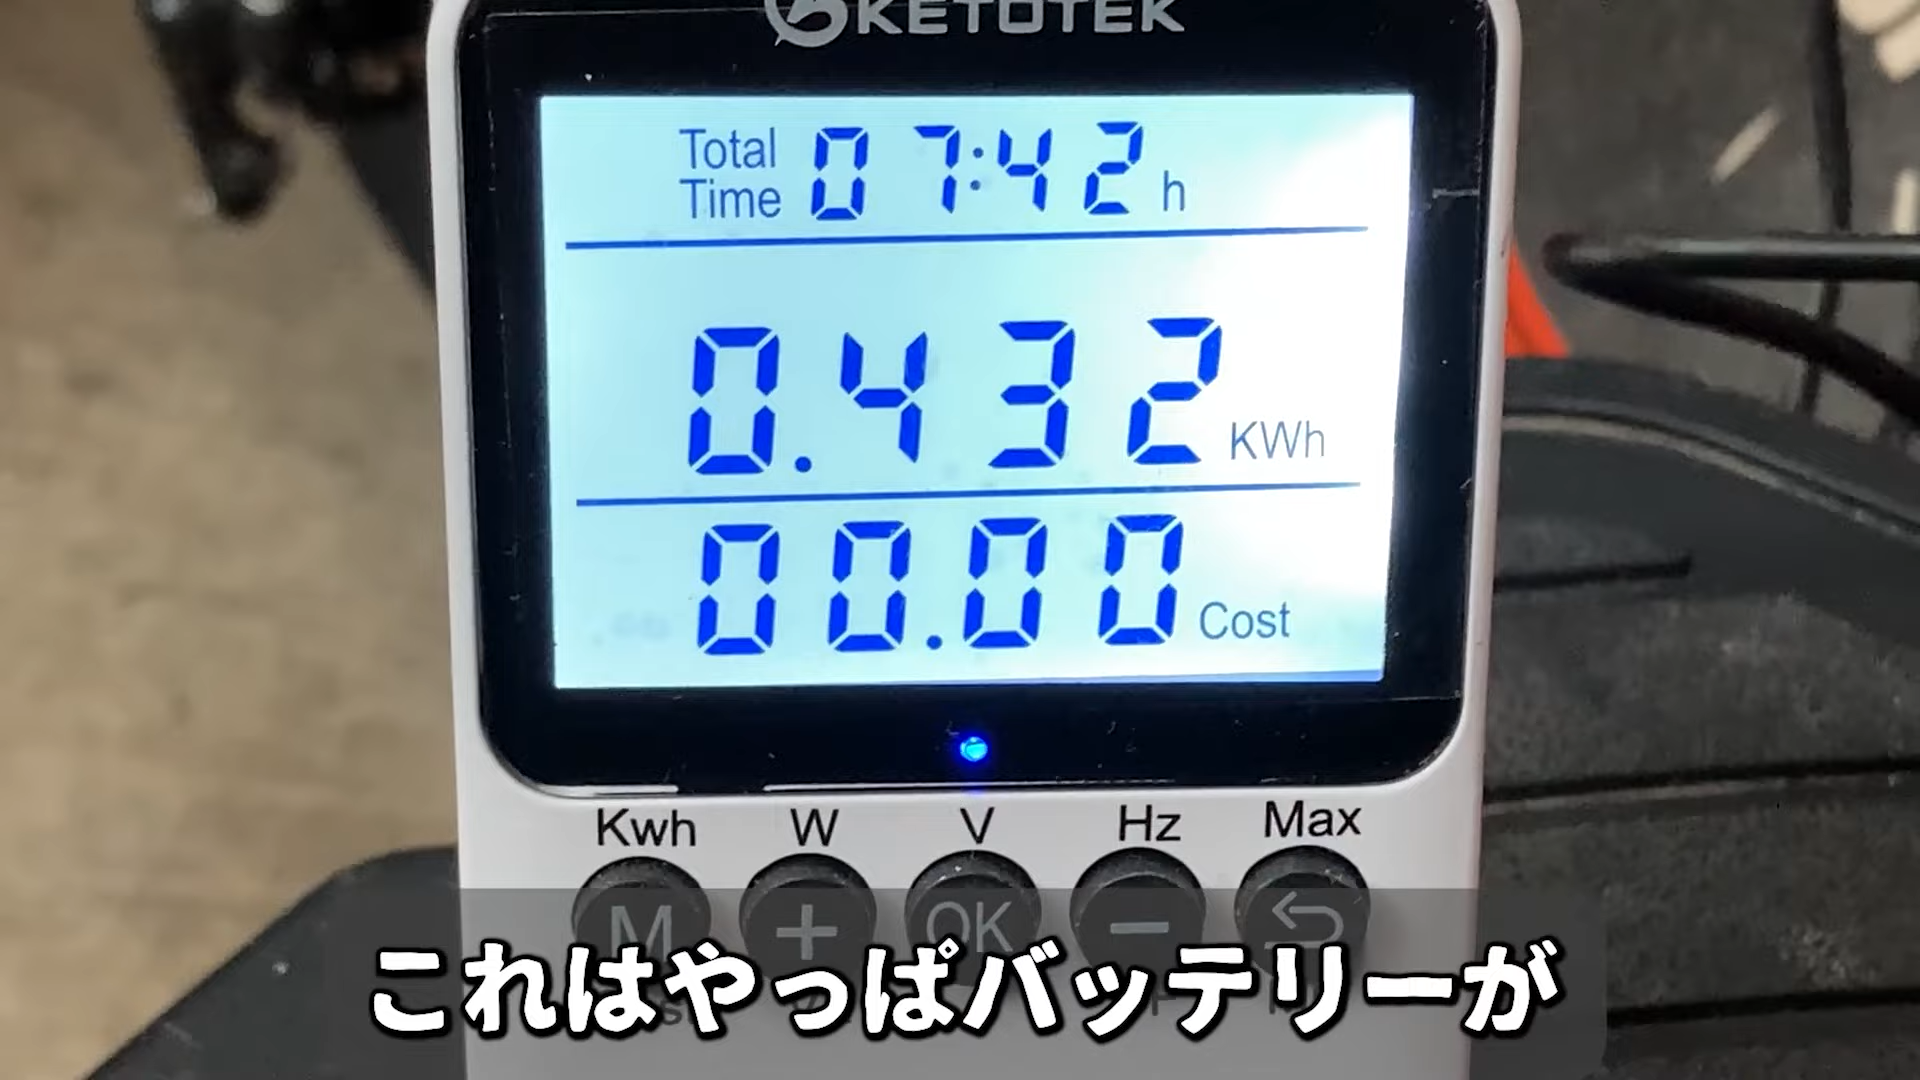 KETOTEK
Total Time 07:42 h
0.432 KWh
00.00 Cost
Kwh W V Hz Max
M + OK −
これはやっぱバッテリーが